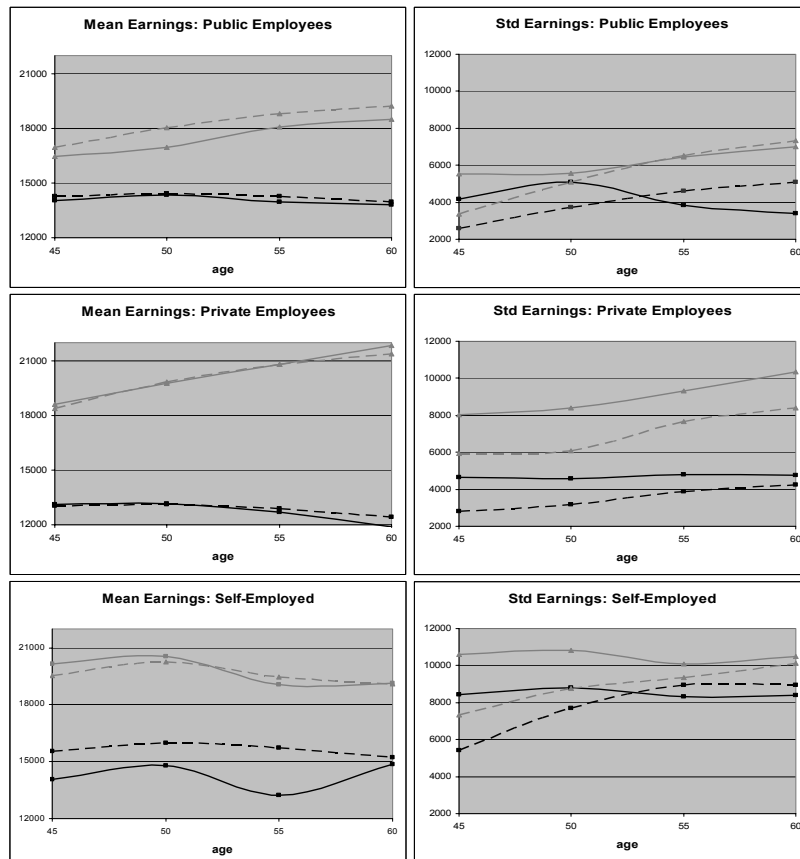 Mean Earnings: Public Employees
21000
18000
15000
12000
45 50 55 60
age
Std Earnings: Public Employees
12000
10000
8000
6000
4000
2000
45 50 55 60
age
Mean Earnings: Private Employees
21000
18000
15000
12000
45 50 55 60
age
Std Earnings: Private Employees
12000
10000
8000
6000
4000
2000
45 50 55 60
age
Mean Earnings: Self-Employed
21000
18000
15000
12000
45 50 55 60
age
Std Earnings: Self-Employed
12000
10000
8000
6000
4000
2000
45 50 55 60
age